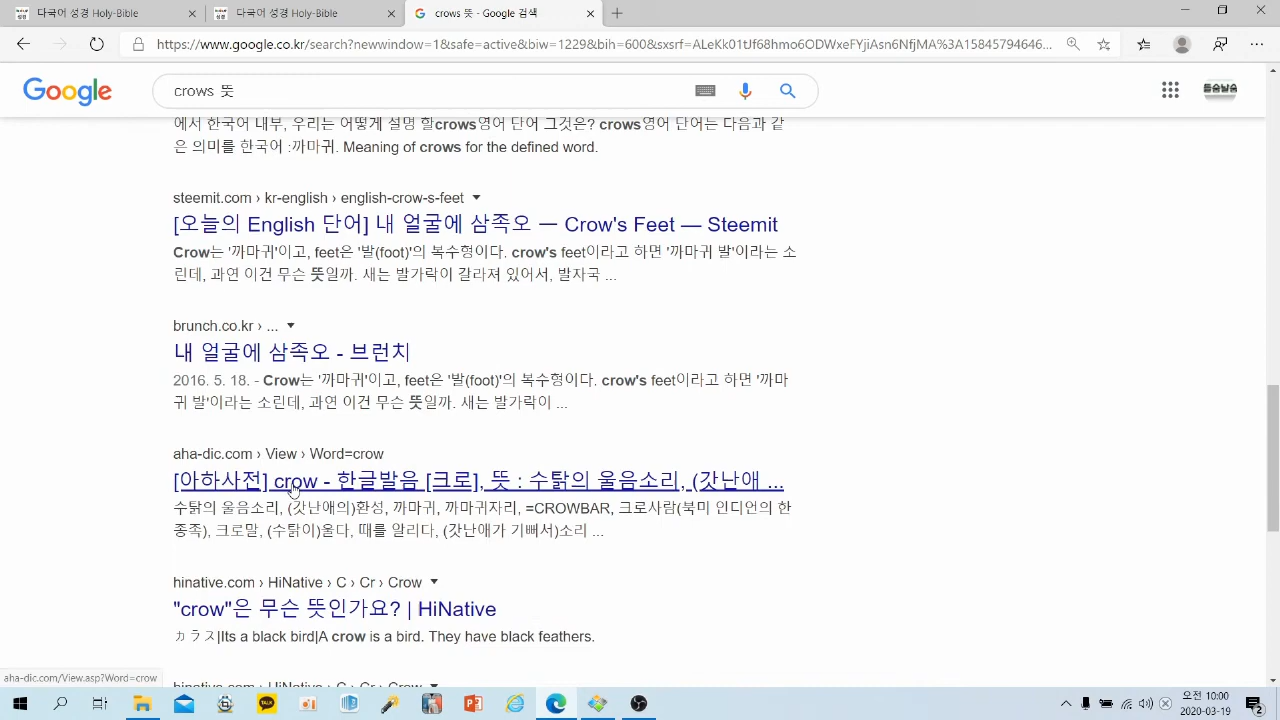 다국어 성경 Holy-Bible
다국어 성경 Holy-Bible
crows 뜻 - Google 검색
https://www.google.co.kr/search?newwindow=1&safe=active&biw=1229&bih=600&sxsrf=ALeKk01tJf68hmo6ODWxeFYjiAsn6NfjMA%3A15845794646...
Google
crows 뜻
들숨날숨
에서 한국어 내부, 우리는 어떻게 설명 할crows영어 단어 그것은? crows영어 단어는 다음과 같
은 의미를 한국어 :까마귀. Meaning of crows for the defined word.
steemit.com › kr-english › english-crow-s-feet
[오늘의 English 단어] 내 얼굴에 삼족오 — Crow's Feet — Steemit
Crow는 '까마귀'이고, feet은 '발(foot)'의 복수형이다. crow's feet이라고 하면 '까마귀 발'이라는 소
린데, 과연 이건 무슨 뜻일까. 새는 발가락이 갈라져 있어서, 발자국 ...
brunch.co.kr › ...
내 얼굴에 삼족오 - 브런치
2016. 5. 18. - Crow는 '까마귀'이고, feet은 '발(foot)'의 복수형이다. crow's feet이라고 하면 '까마
귀 발'이라는 소린데, 과연 이건 무슨 뜻일까. 새는 발가락이 ...
aha-dic.com › View › Word=crow
[아하사전] crow - 한글발음 [크로], 뜻 : 수탉의 울음소리, (갓난애 ...
수탉의 울음소리, (갓난애의)환성, 까마귀, 까마귀자리, =CROWBAR, 크로사람(북미 인디언의 한
종족), 크로말, (수탉이)울다, 때를 알리다, (갓난애가 기뻐서)소리 ...
hinative.com › HiNative › C › Cr › Crow
"crow"은 무슨 뜻인가요? | HiNative
カラス|Its a black bird|A crow is a bird. They have black feathers.
aha-dic.com/View.asp?Word=crow
hinative.com › HiNative › C › Cr › Crow
TALK
오전 10:00
2020-03-19
2